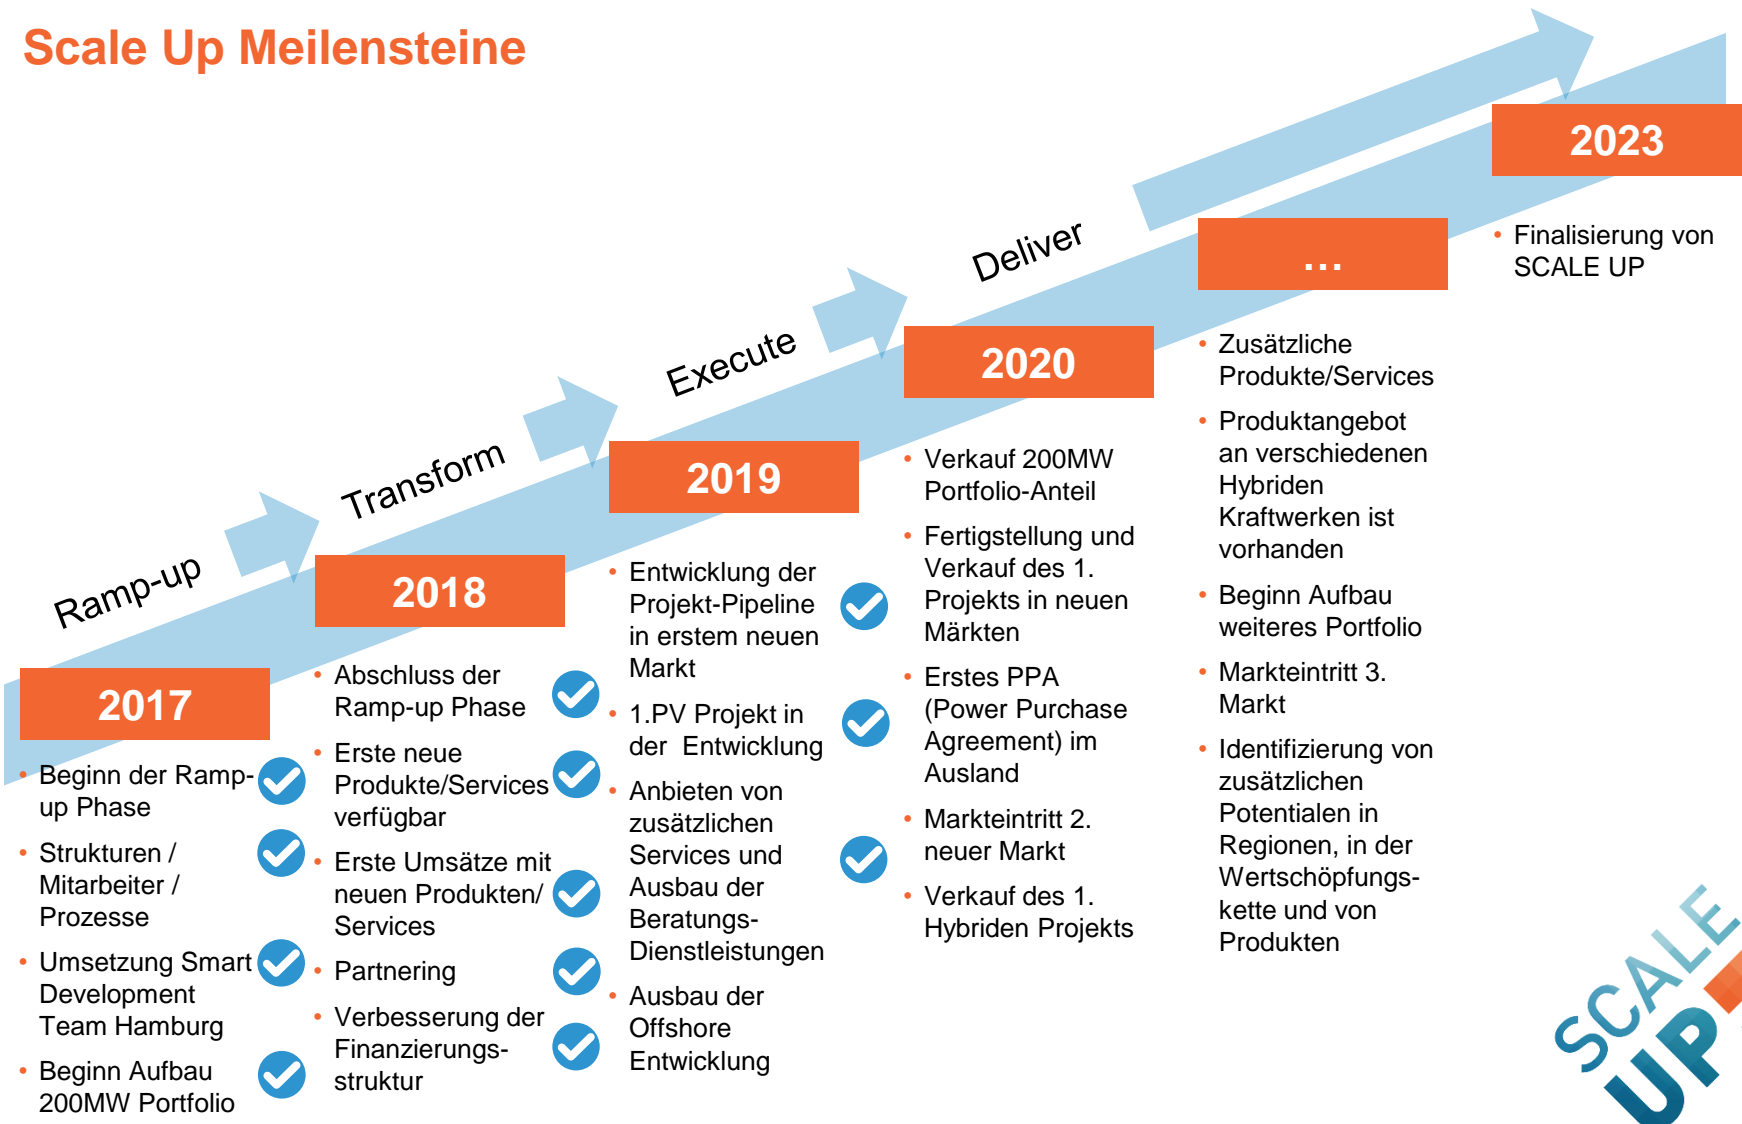 Scale Up Meilensteine
Ramp-up
Transform
Execute
Deliver
2017
• Beginn der Ramp-
up Phase
• Strukturen /
Mitarbeiter /
Prozesse
• Umsetzung Smart
Development
Team Hamburg
• Beginn Aufbau
200MW Portfolio
2018
• Abschluss der
Ramp-up Phase
• Erste neue
Produkte/Services
verfügbar
• Erste Umsätze mit
neuen Produkten/
Services
• Partnering
• Verbesserung der
Finanzierungs-
struktur
2019
• Entwicklung der
Projekt-Pipeline
in erstem neuen
Markt
• 1.PV Projekt in
der Entwicklung
• Anbieten von
zusätzlichen
Services und
Ausbau der
Beratungs-
Dienstleistungen
• Ausbau der
Offshore
Entwicklung
2020
• Verkauf 200MW
Portfolio-Anteil
• Fertigstellung und
Verkauf des 1.
Projekts in neuen
Märkten
• Erstes PPA
(Power Purchase
Agreement) im
Ausland
• Markteintritt 2.
neuer Markt
• Verkauf des 1.
Hybriden Projekts
…
• Zusätzliche
Produkte/Services
• Produktangebot
an verschiedenen
Hybriden
Kraftwerken ist
vorhanden
• Beginn Aufbau
weiteres Portfolio
• Markteintritt 3.
Markt
• Identifizierung von
zusätzlichen
Potentialen in
Regionen, in der
Wertschöpfungs-
kette und von
Produkten
2023
• Finalisierung von
SCALE UP
SCALE
UP